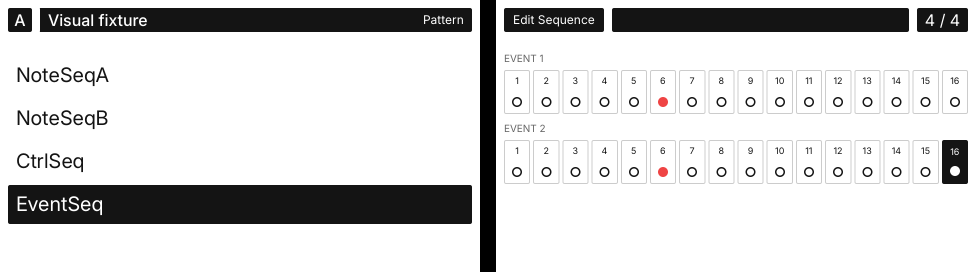 A Visual fixture Pattern
NoteSeqA
NoteSeqB
CtrlSeq
EventSeq
Edit Sequence 4 / 4
EVENT 1
1 2 3 4 5 6 7 8 9 10 11 12 13 14 15 16
EVENT 2
1 2 3 4 5 6 7 8 9 10 11 12 13 14 15 16